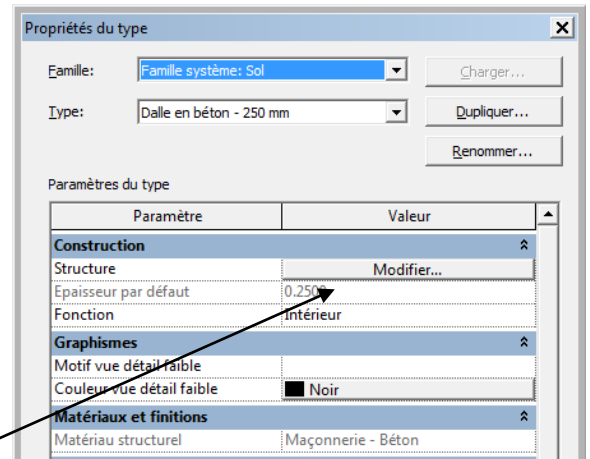 Propriétés du type
Famille: Famille système: Sol Charger...
Type: Dalle en béton - 250 mm Dupliquer...
Renommer...
Paramètres du type
Paramètre Valeur
Construction
Structure Modifier...
Epaisseur par défaut
Fonction Intérieur
Graphismes
Motif vue détail faible
Couleur vue détail faible Noir
Matériaux et finitions
Matériau structurel Maçonnerie - Béton